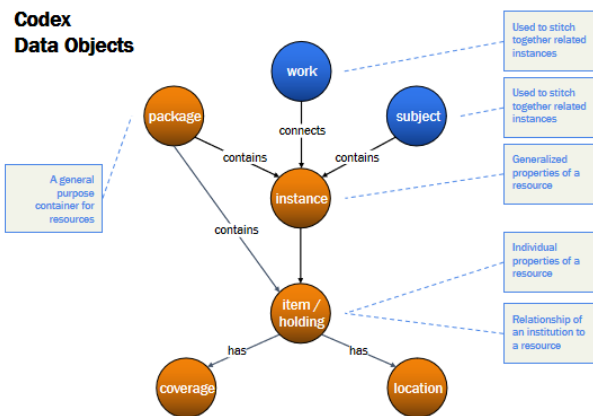 Codex
Data Objects
work
Used to stitch
together related
instances
package
subject
Used to stitch
together related
instances
connects
contains
contains
A general
purpose
container for
resources
instance
Generalized
properties of a
resource
contains
Individual
properties of a
resource
item /
holding
Relationship of
an institution to
a resource
has
has
coverage
location